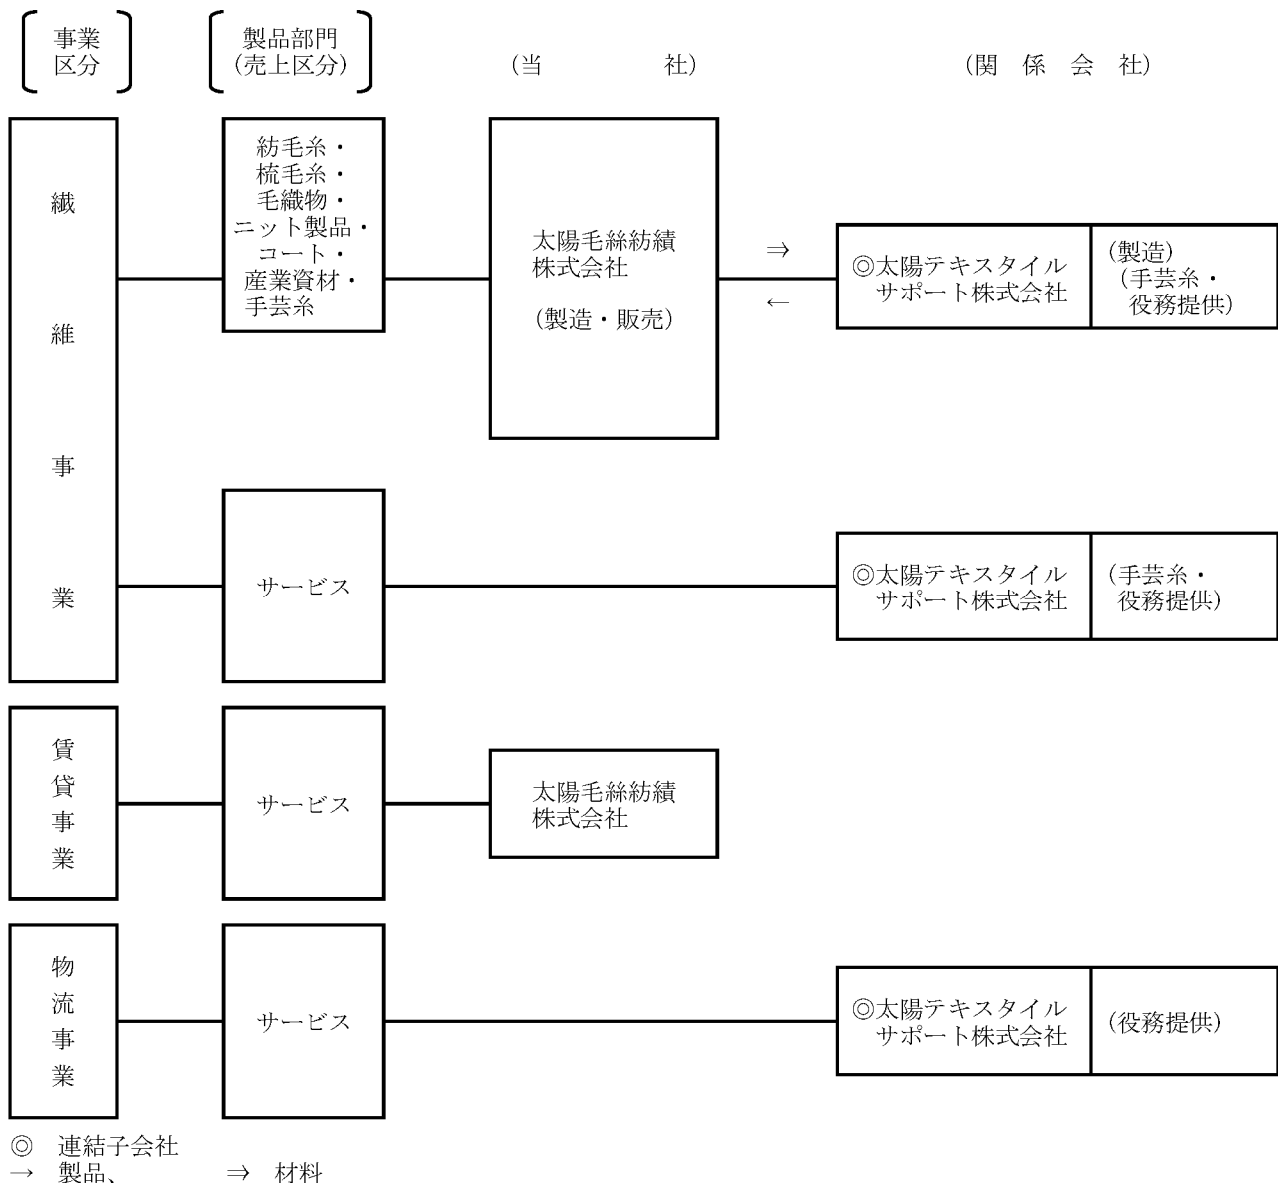 事業
区分
製品部門
(売上区分)
(当　　　　　社)
(関　係　会　社)
繊維事業
紡毛糸・
梳毛糸・
毛織物・
ニット製品・
コート・
産業資材・
手芸糸
太陽毛絲紡績
株式会社
(製造・販売)
⇒
←
◎太陽テキスタイル
サポート株式会社
(製造)
(手芸糸・
役務提供)
サービス
◎太陽テキスタイル
サポート株式会社
(手芸糸・
役務提供)
賃貸事業
サービス
太陽毛絲紡績
株式会社
物流事業
サービス
◎太陽テキスタイル
サポート株式会社
(役務提供)
◎　連結子会社
→　製品、　　　　⇒　材料